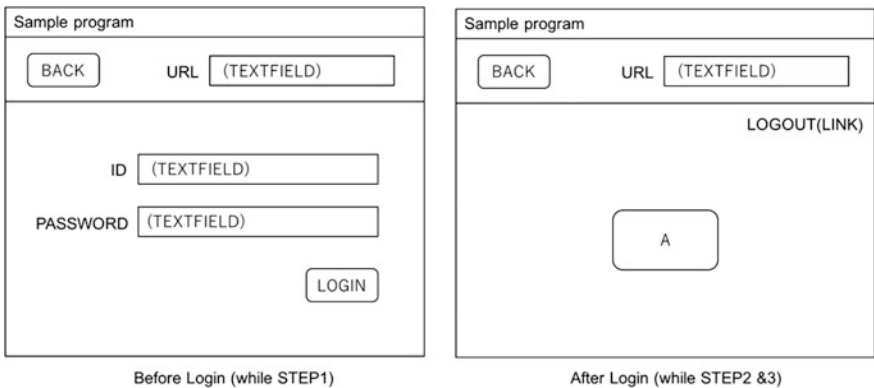 Sample program
BACK URL (TEXTFIELD)
ID (TEXTFIELD)
PASSWORD (TEXTFIELD)
LOGIN
Before Login (while STEP1)
Sample program
BACK URL (TEXTFIELD)
LOGOUT(LINK)
A
After Login (while STEP2 &3)